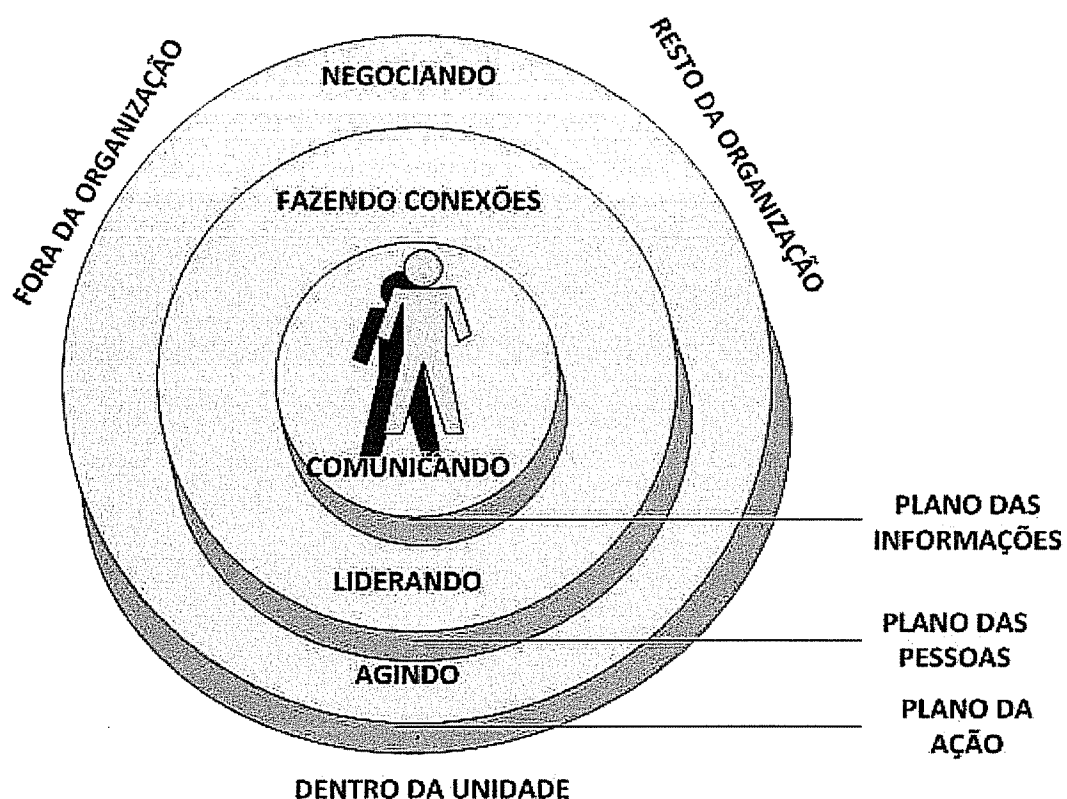 NEGOCIANDO
FORA DA ORGANIZAÇÃO
RESTO DA ORGANIZAÇÃO
FAZENDO CONEXÕES
COMUNICANDO
PLANO DAS
INFORMAÇÕES
LIDERANDO
PLANO DAS
PESSOAS
AGINDO
PLANO DA
AÇÃO
DENTRO DA UNIDADE